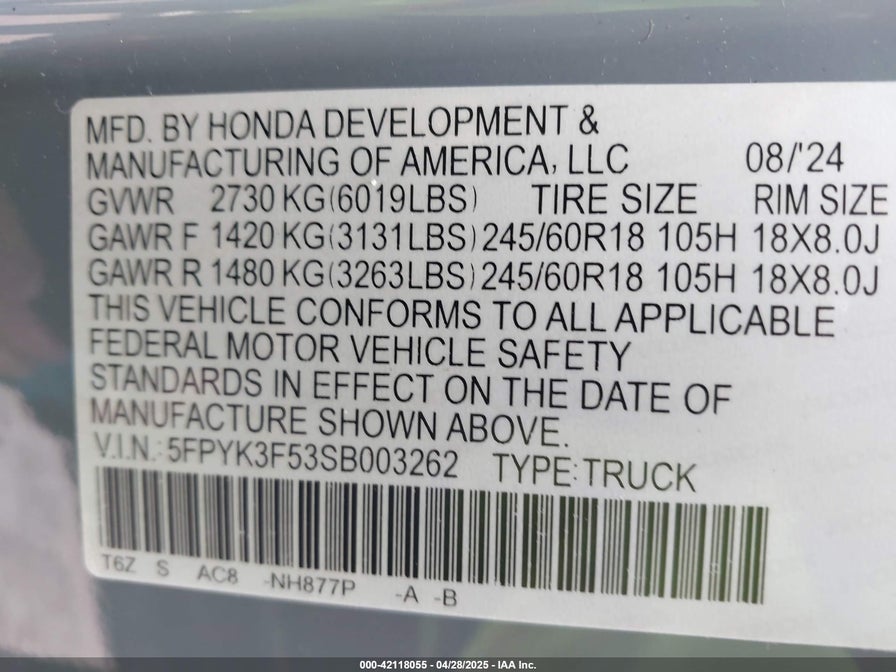 MFD. BY HONDA DEVELOPMENT &
MANUFACTURING OF AMERICA, LLC 08/'24
GVWR 2730 KG(6019LBS) TIRE SIZE RIM SIZE
GAWR F 1420 KG(3131LBS) 245/60R18 105H 18X8.0J
GAWR R 1480 KG(3263LBS) 245/60R18 105H 18X8.0J
THIS VEHICLE CONFORMS TO ALL APPLICABLE
FEDERAL MOTOR VEHICLE SAFETY
STANDARDS IN EFFECT ON THE DATE OF
MANUFACTURE SHOWN ABOVE.
V.I.N.: 5FPYK3F53SB003262 TYPE: TRUCK
T6Z S AC8 -NH877P -A -B
000-42118055 - 04/28/2025 - IAA Inc.